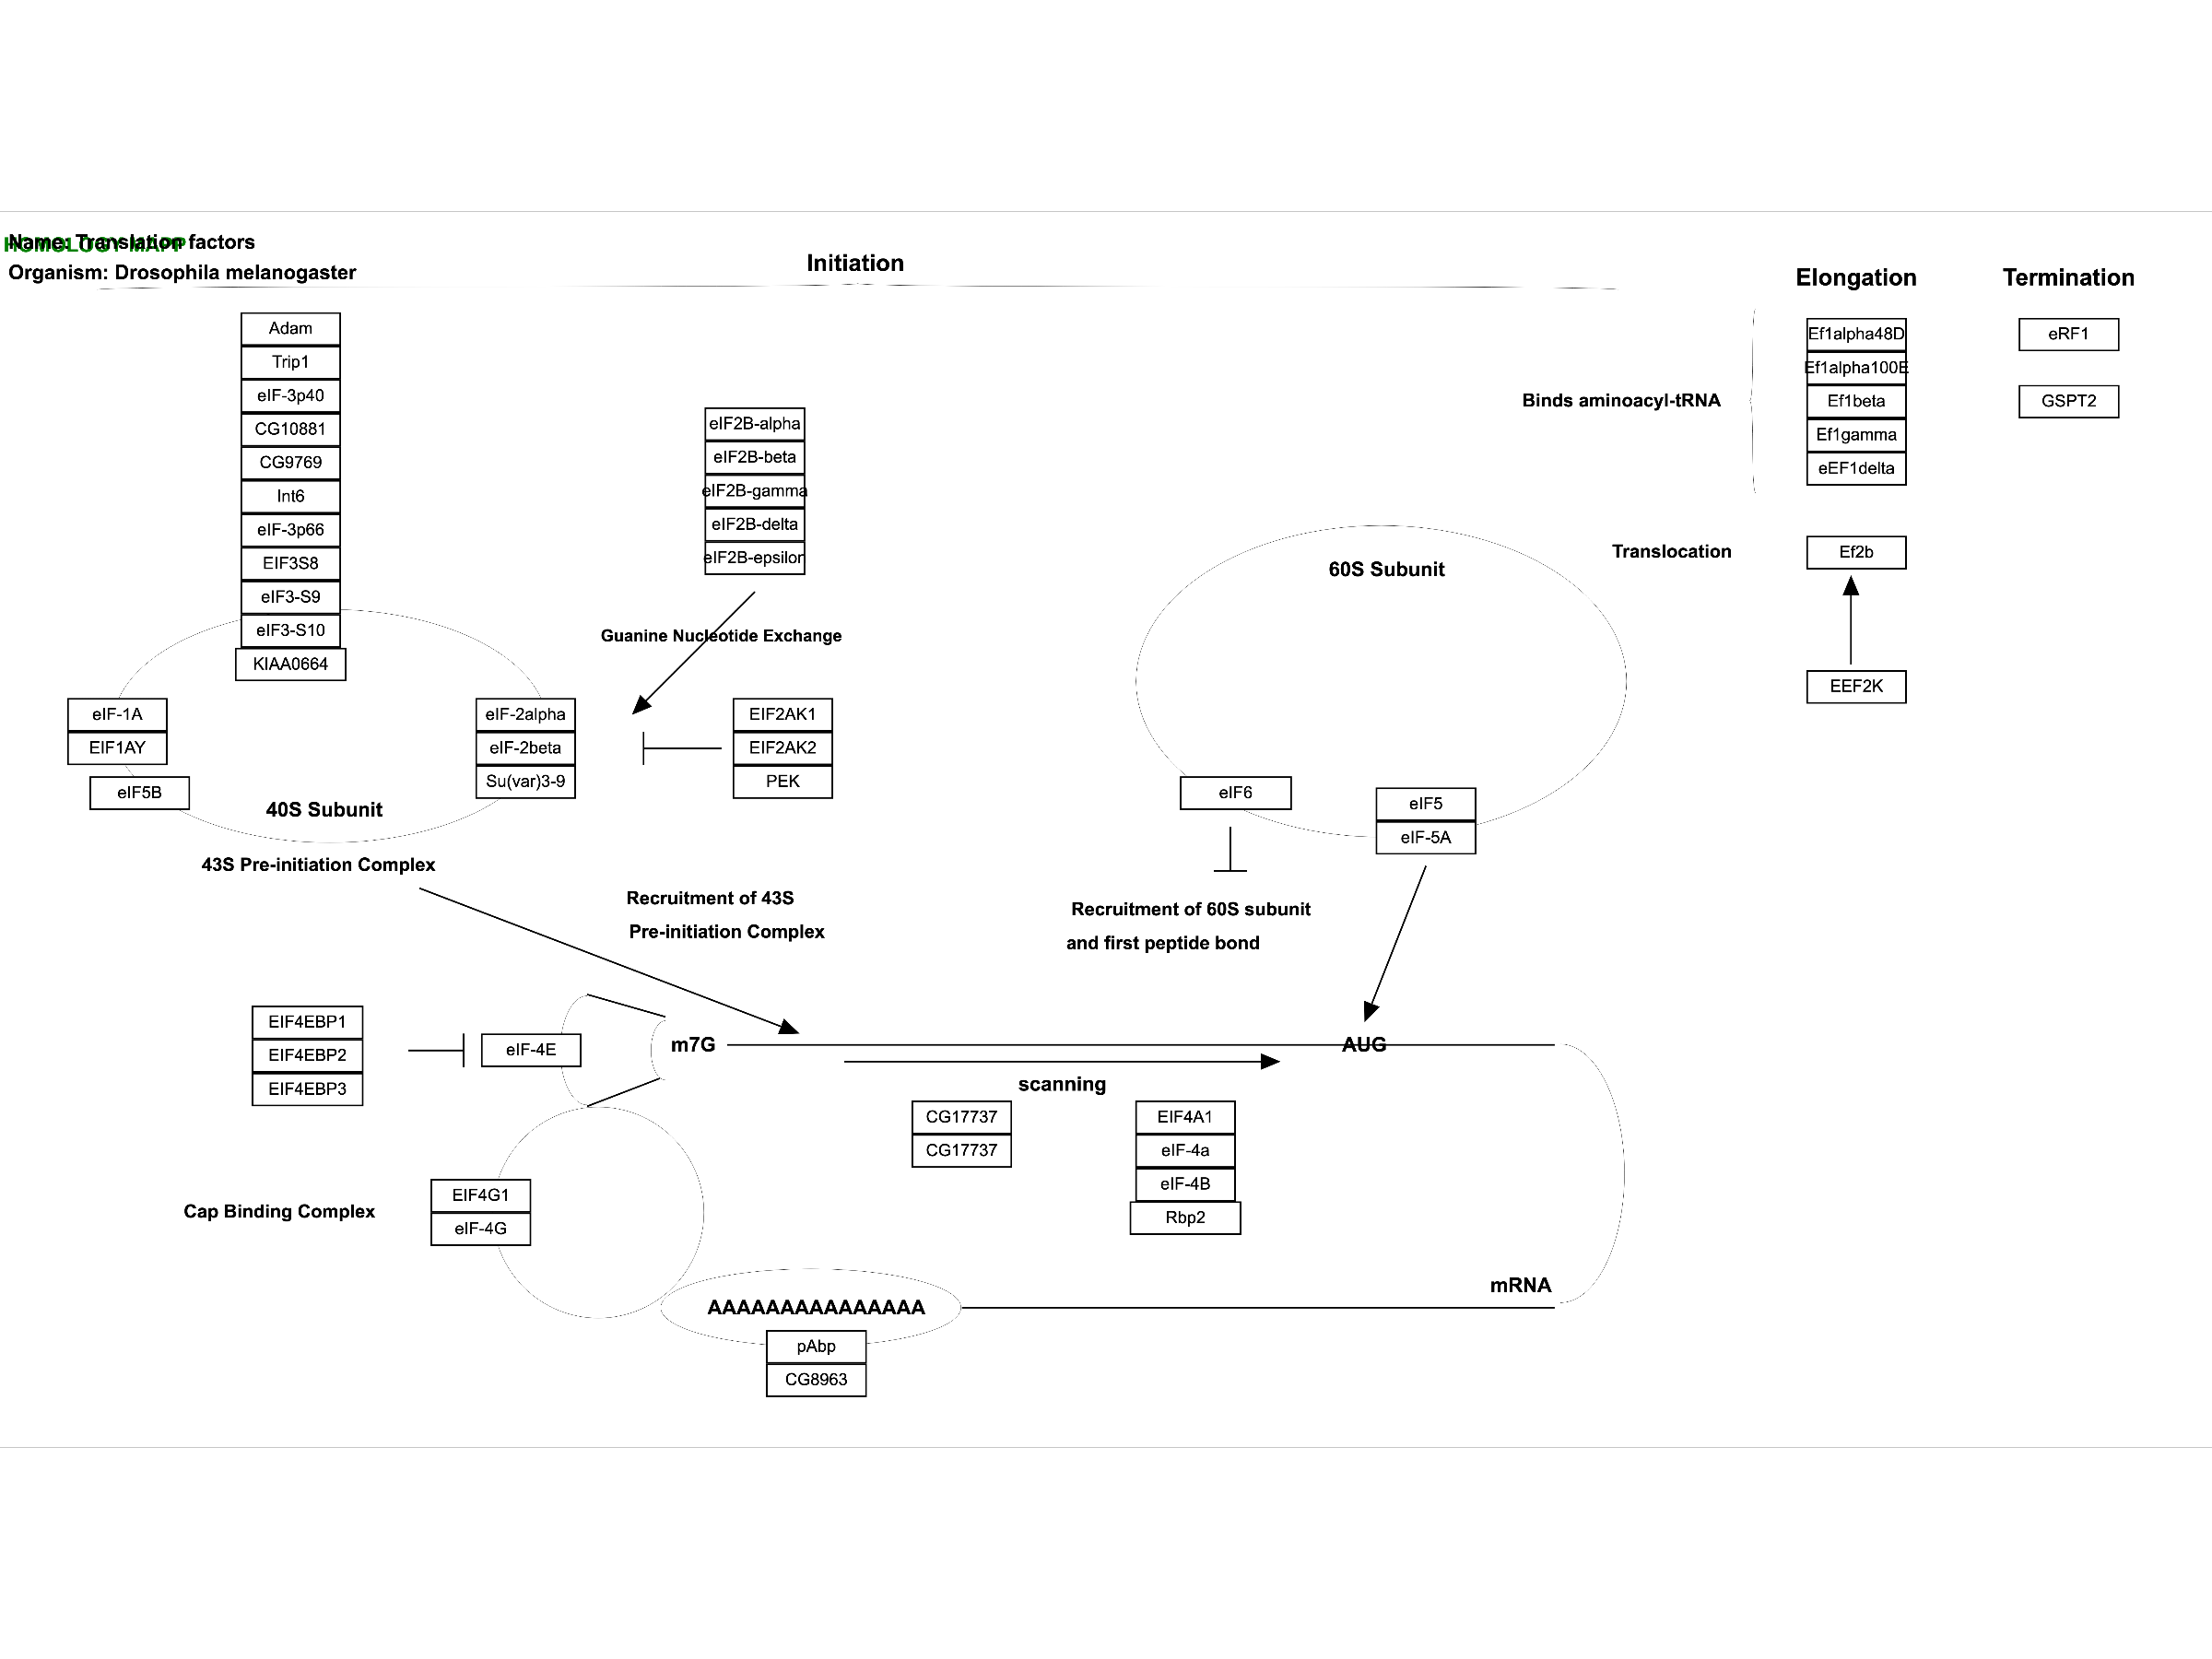 HOMOLOGY MAPP
Name: Translation factors
Organism: Drosophila melanogaster
Initiation
Elongation
Termination
Adam
Trip1
eIF-3p40
CG10881
CG9769
Int6
eIF-3p66
EIF3S8
eIF3-S9
eIF3-S10
KIAA0664
eIF-1A
EIF1AY
eIF5B
40S Subunit
43S Pre-initiation Complex
eIF-2alpha
eIF-2beta
Su(var)3-9
eIF2B-alpha
eIF2B-beta
eIF2B-gamma
eIF2B-delta
eIF2B-epsilon
Guanine Nucleotide Exchange
EIF2AK1
EIF2AK2
PEK
Recruitment of 43S
Pre-initiation Complex
60S Subunit
eIF6
eIF5
eIF-5A
Recruitment of 60S subunit
and first peptide bond
Binds aminoacyl-tRNA
Ef1alpha48D
Ef1alpha100E
Ef1beta
Ef1gamma
eEF1delta
Translocation
Ef2b
EEF2K
eRF1
GSPT2
EIF4EBP1
EIF4EBP2
EIF4EBP3
eIF-4E
m7G
AUG
scanning
CG17737
CG17737
EIF4A1
eIF-4a
eIF-4B
Rbp2
Cap Binding Complex
EIF4G1
eIF-4G
mRNA
AAAAAAAAAAAAAAA
pAbp
CG8963